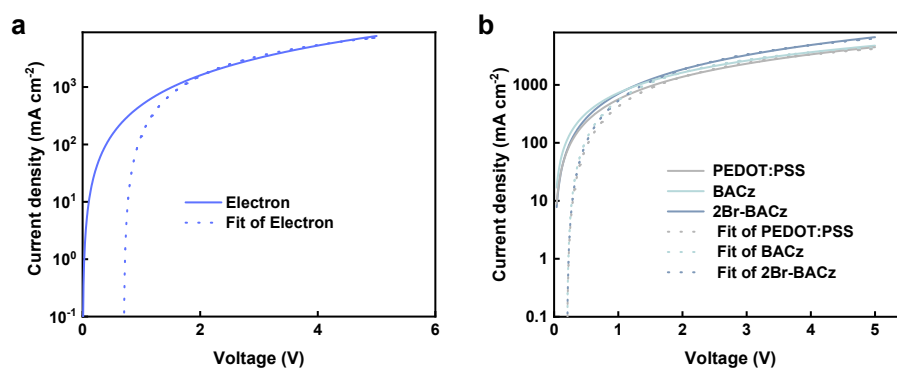 a
Current density (mA cm⁻²)
10³
10²
10¹
10⁰
10⁻¹
0
2
4
6
Voltage (V)
Electron
Fit of Electron
b
Current density (mA cm⁻²)
1000
100
10
1
0.1
0
1
2
3
4
5
Voltage (V)
PEDOT:PSS
BACz
2Br-BACz
Fit of PEDOT:PSS
Fit of BACz
Fit of 2Br-BACz